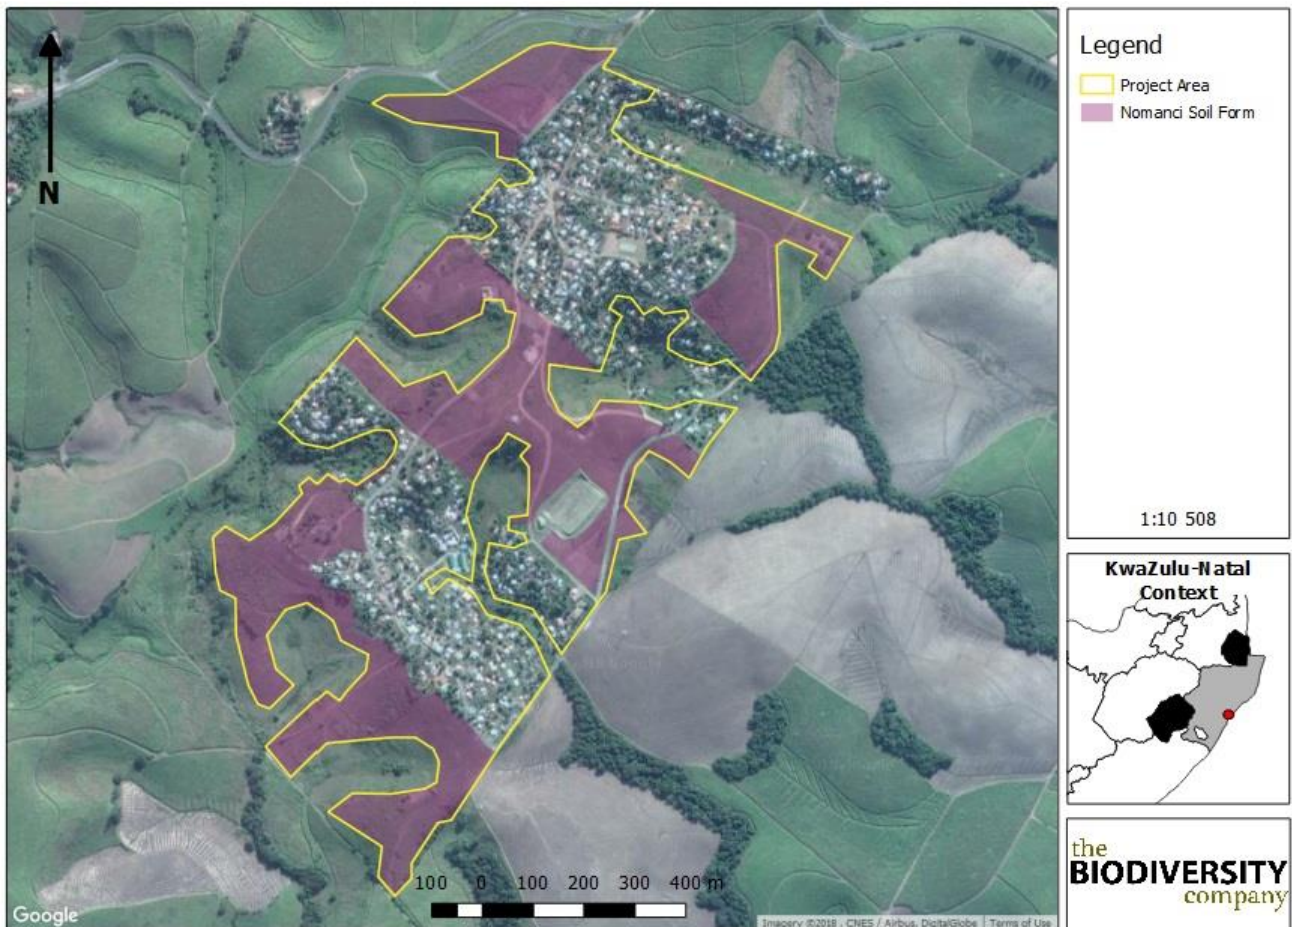 N
Legend
Project Area
Nomanci Soil Form
1:10 508
KwaZulu-Natal
Context
100 0 100 200 300 400 m
Google
Imagery ©2018 , CNES / Airbus, DigitalGlobe Terms of Use
the
BIODIVERSITY
company